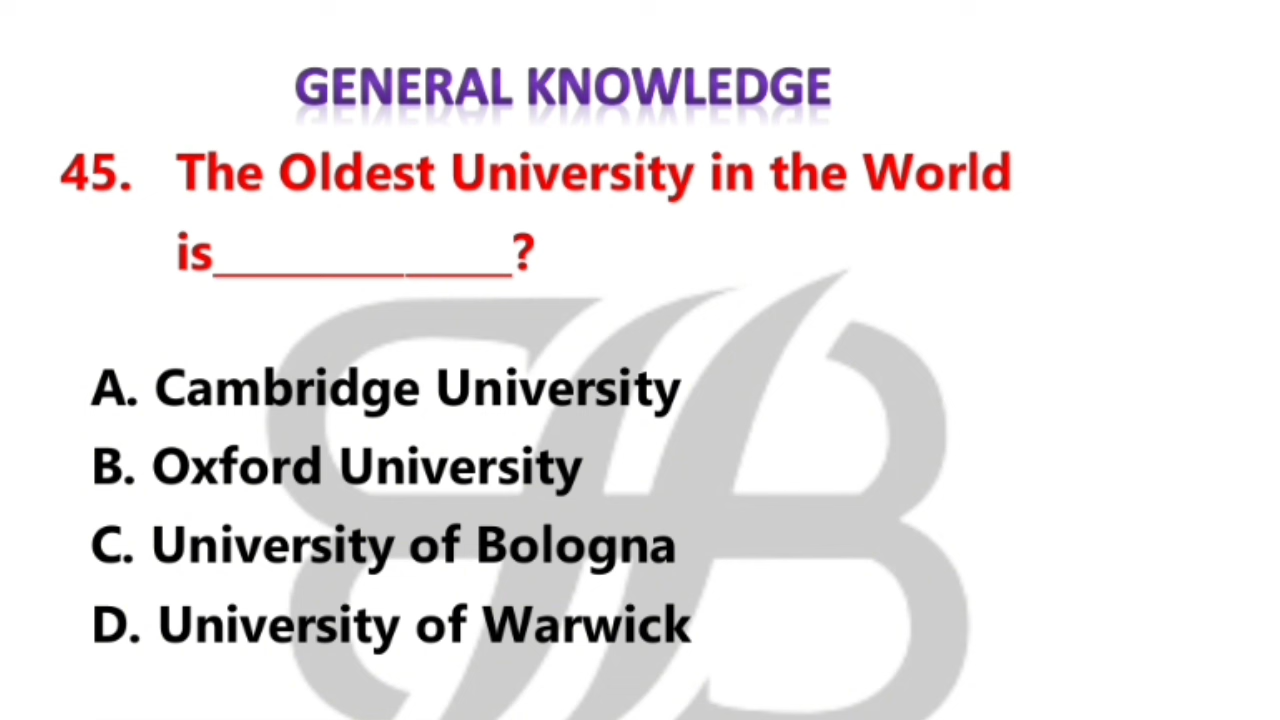 GENERAL KNOWLEDGE
45. The Oldest University in the World
is____________?
A. Cambridge University
B. Oxford University
C. University of Bologna
D. University of Warwick